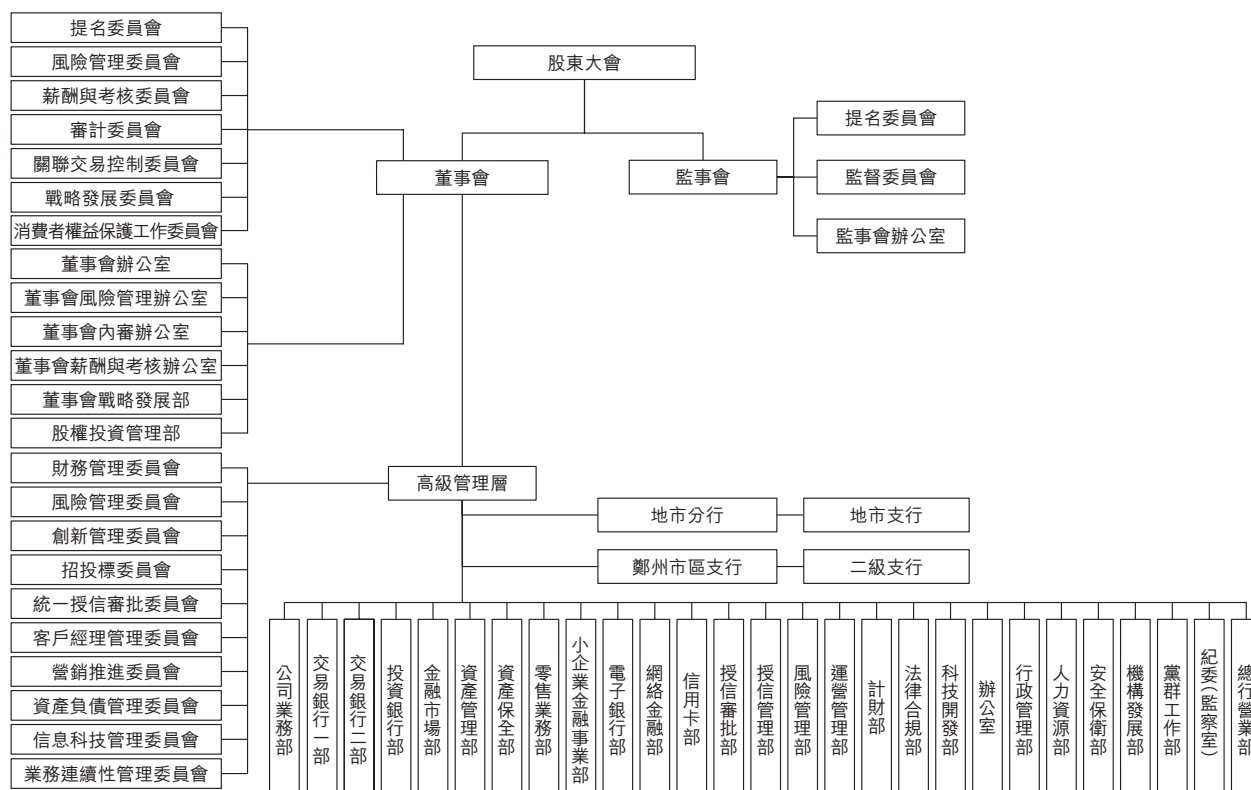 提名委員會
風險管理委員會
薪酬與考核委員會
審計委員會
關聯交易控制委員會
戰略發展委員會
消費者權益保護工作委員會
董事會辦公室
董事會風險管理辦公室
董事會內審辦公室
董事會薪酬與考核辦公室
董事會戰略發展部
股權投資管理部
財務管理委員會
風險管理委員會
創新管理委員會
招投標委員會
統一授信審批委員會
客戶經理管理委員會
營銷推進委員會
資產負債管理委員會
信息科技管理委員會
業務連續性管理委員會
股東大會
董事會
監事會
提名委員會
監督委員會
監事會辦公室
高級管理層
地市分行
地市支行
鄭州市區支行
二級支行
公司業務部
交易銀行一部
交易銀行二部
投資銀行部
金融市場部
資產管理部
資產保全部
零售業務部
小企業金融事業部
電子銀行部
網絡金融部
信用卡部
授信審批部
授信管理部
風險管理部
運營管理部
計財部
法律合規部
科技開發部
辦公室
行政管理部
人力資源部
安全保衛部
機構發展部
黨群工作部
紀委(監察室)
總行營業部